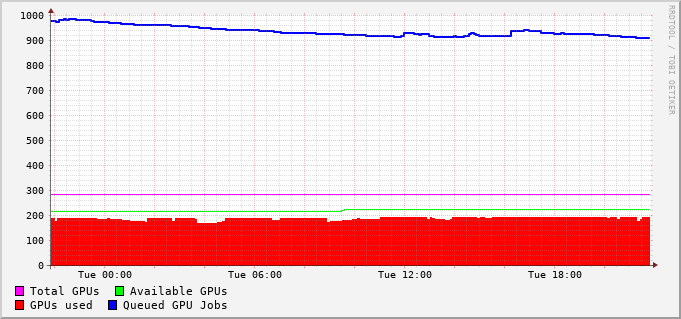 1000
900
800
700
600
500
400
300
200
100
0
Tue 00:00 Tue 06:00 Tue 12:00 Tue 18:00
Total GPUs Available GPUs
GPUs used Queued GPU Jobs
RRDTOOL / TOBI OETIKER